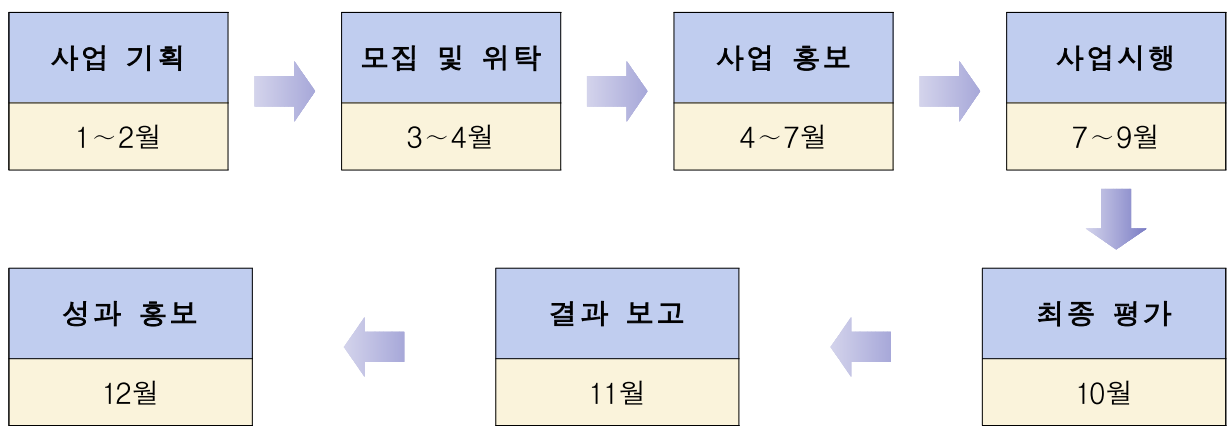 사업 기획
1～2월
모집 및 위탁
3～4월
사업 홍보
4～7월
사업시행
7～9월
최종 평가
10월
결과 보고
11월
성과 홍보
12월